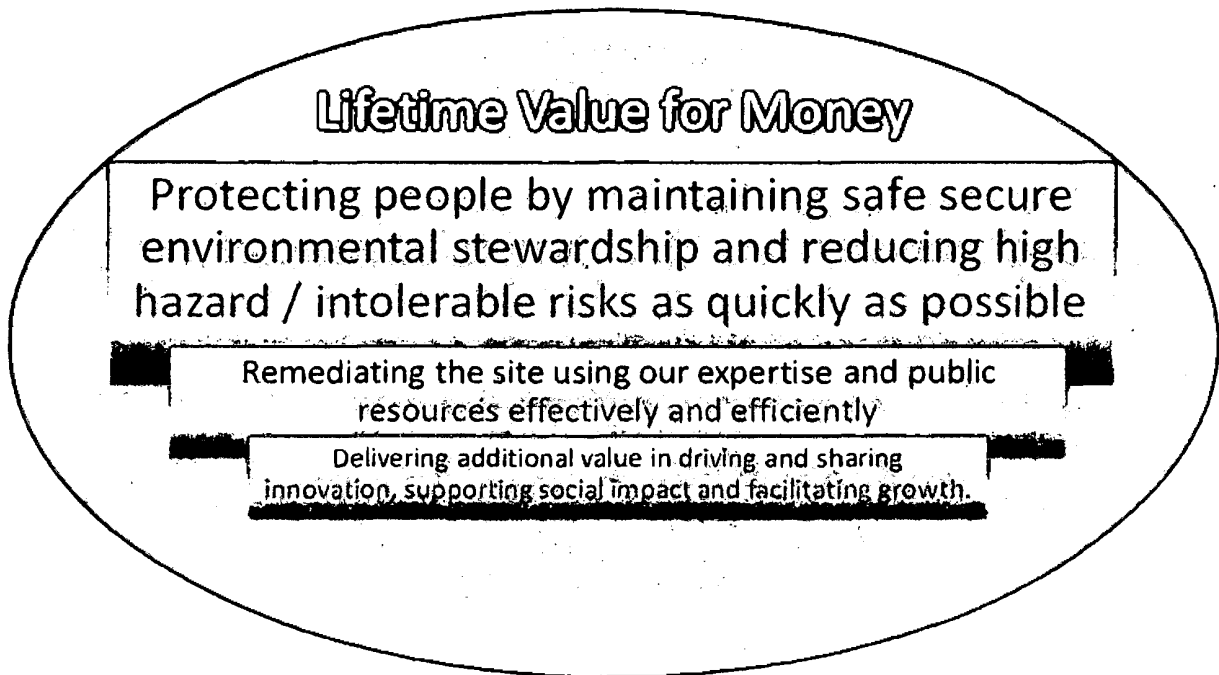 Lifetime Value for Money
Protecting people by maintaining safe secure
environmental stewardship and reducing high
hazard / intolerable risks as quickly as possible
Remediating the site using our expertise and public
resources effectively and efficiently
Delivering additional value in driving and sharing
innovation, supporting social impact and facilitating growth.